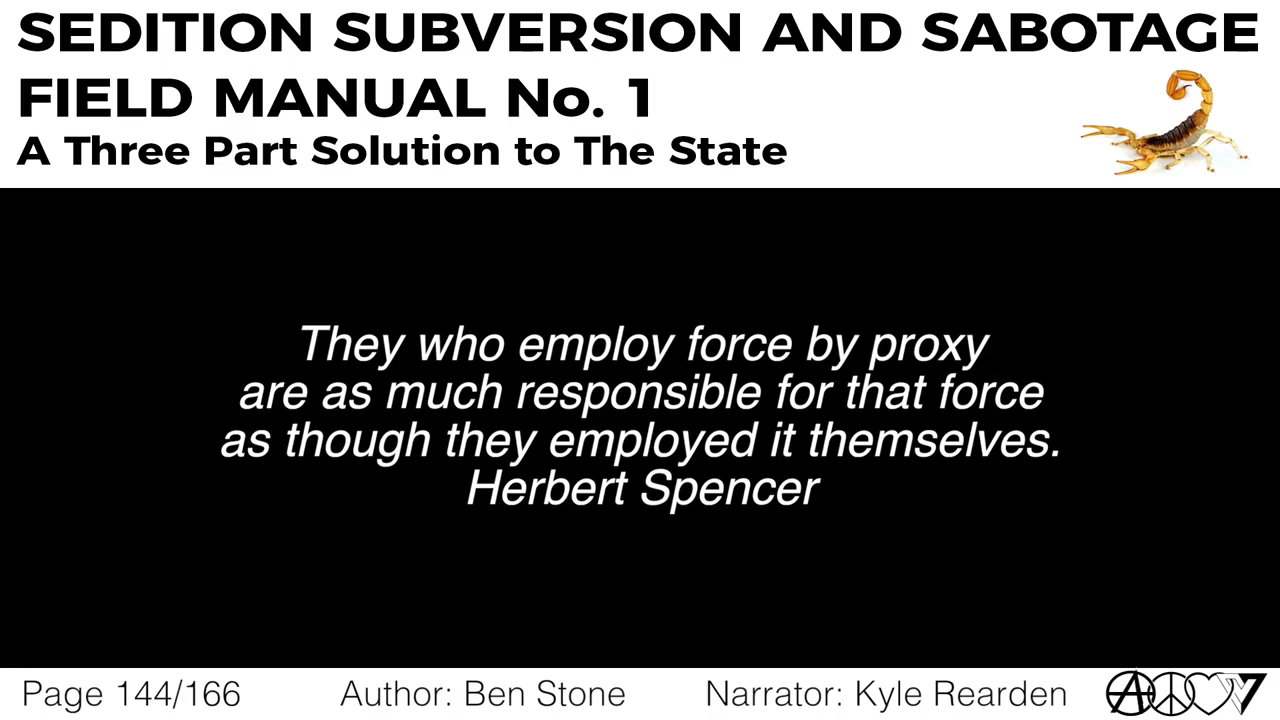 SEDITION SUBVERSION AND SABOTAGE
FIELD MANUAL No. 1
A Three Part Solution to The State
They who employ force by proxy
are as much responsible for that force
as though they employed it themselves.
Herbert Spencer
Page 144/166 Author: Ben Stone Narrator: Kyle Rearden